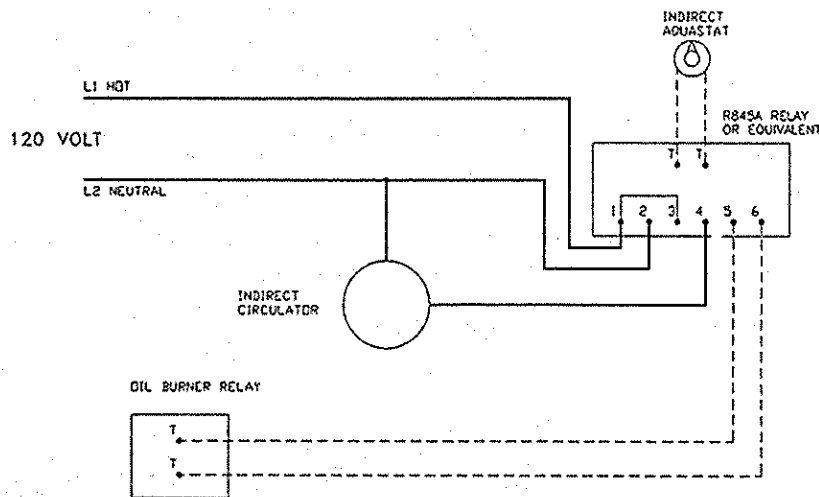 INDIRECT
AQUASTAT
L1 HOT
R845A RELAY
OR EQUIVALENT
120 VOLT
T T
L2 NEUTRAL
1 2 3 4 5 6
INDIRECT
CIRCULATOR
OIL BURNER RELAY
T
T